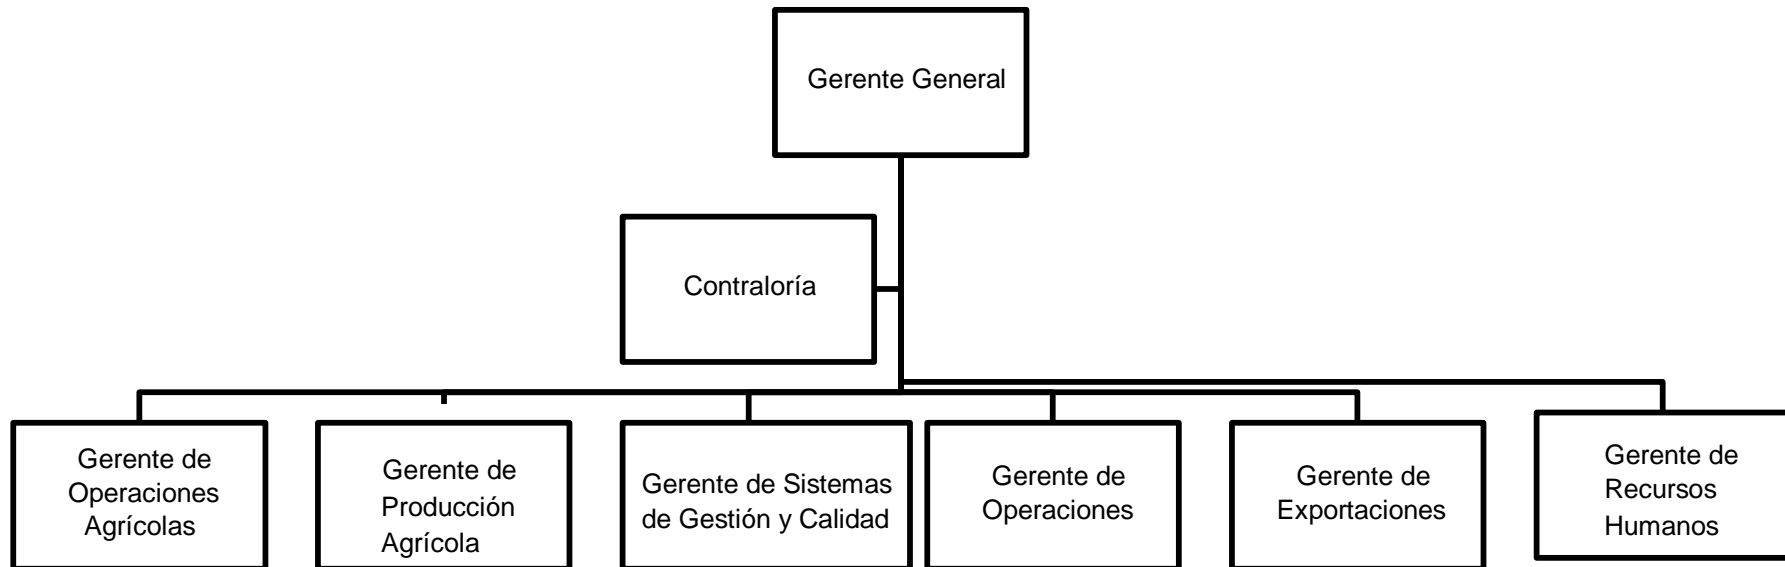 Gerente General
Contraloría
Gerente de
Operaciones
Agrícolas
Gerente de
Producción
Agrícola
Gerente de Sistemas
de Gestión y Calidad
Gerente de
Operaciones
Gerente de
Exportaciones
Gerente de
Recursos
Humanos